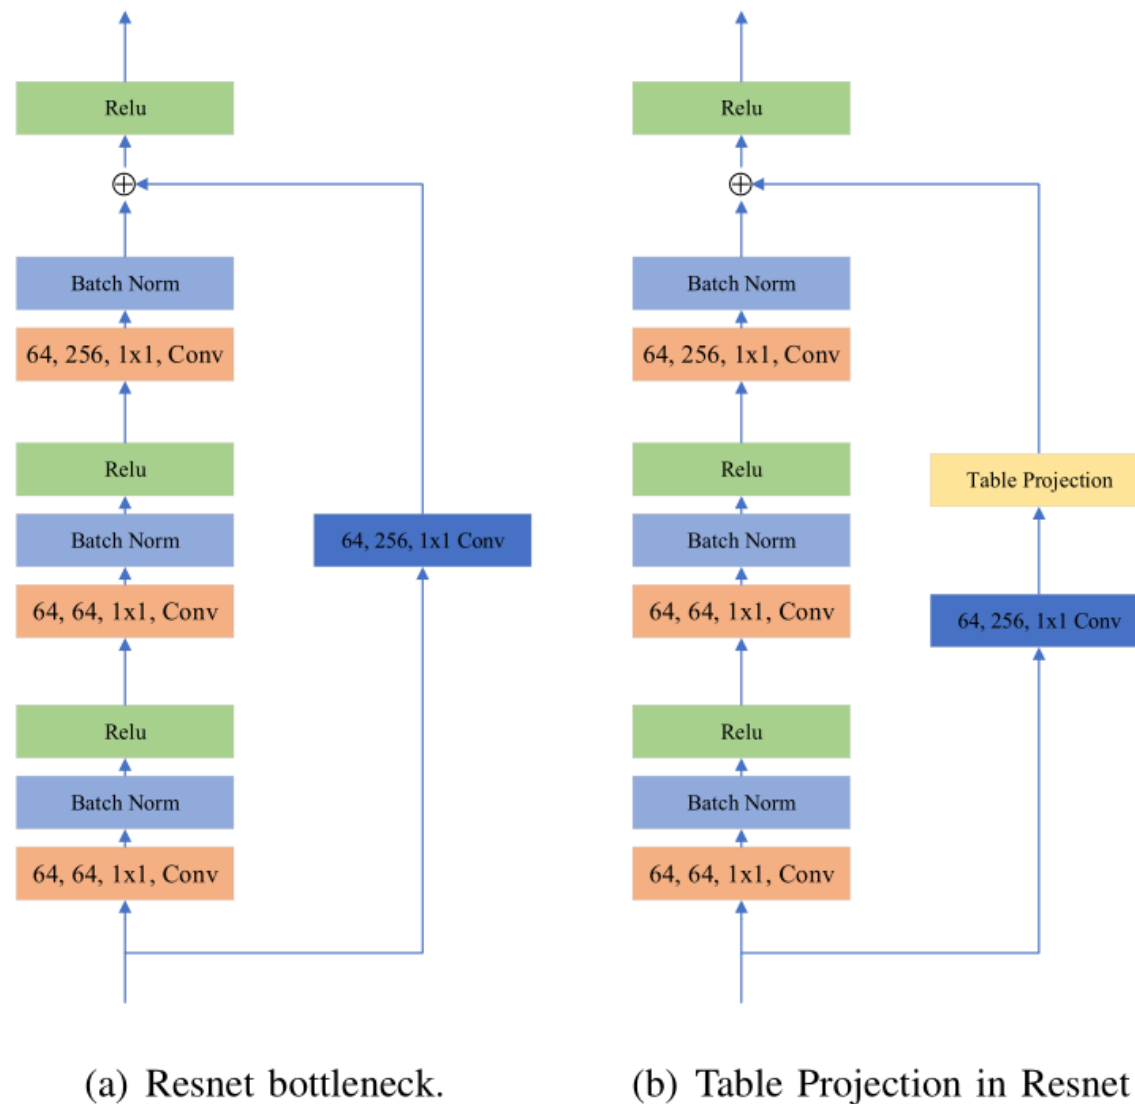 Relu
Batch Norm
64, 256, 1x1, Conv
Relu
Batch Norm
64, 256, 1x1 Conv
64, 64, 1x1, Conv
Relu
Batch Norm
64, 64, 1x1, Conv
(a) Resnet bottleneck.
Relu
Batch Norm
64, 256, 1x1, Conv
Relu
Table Projection
Batch Norm
64, 64, 1x1, Conv
64, 256, 1x1 Conv
Relu
Batch Norm
64, 64, 1x1, Conv
(b) Table Projection in Resnet